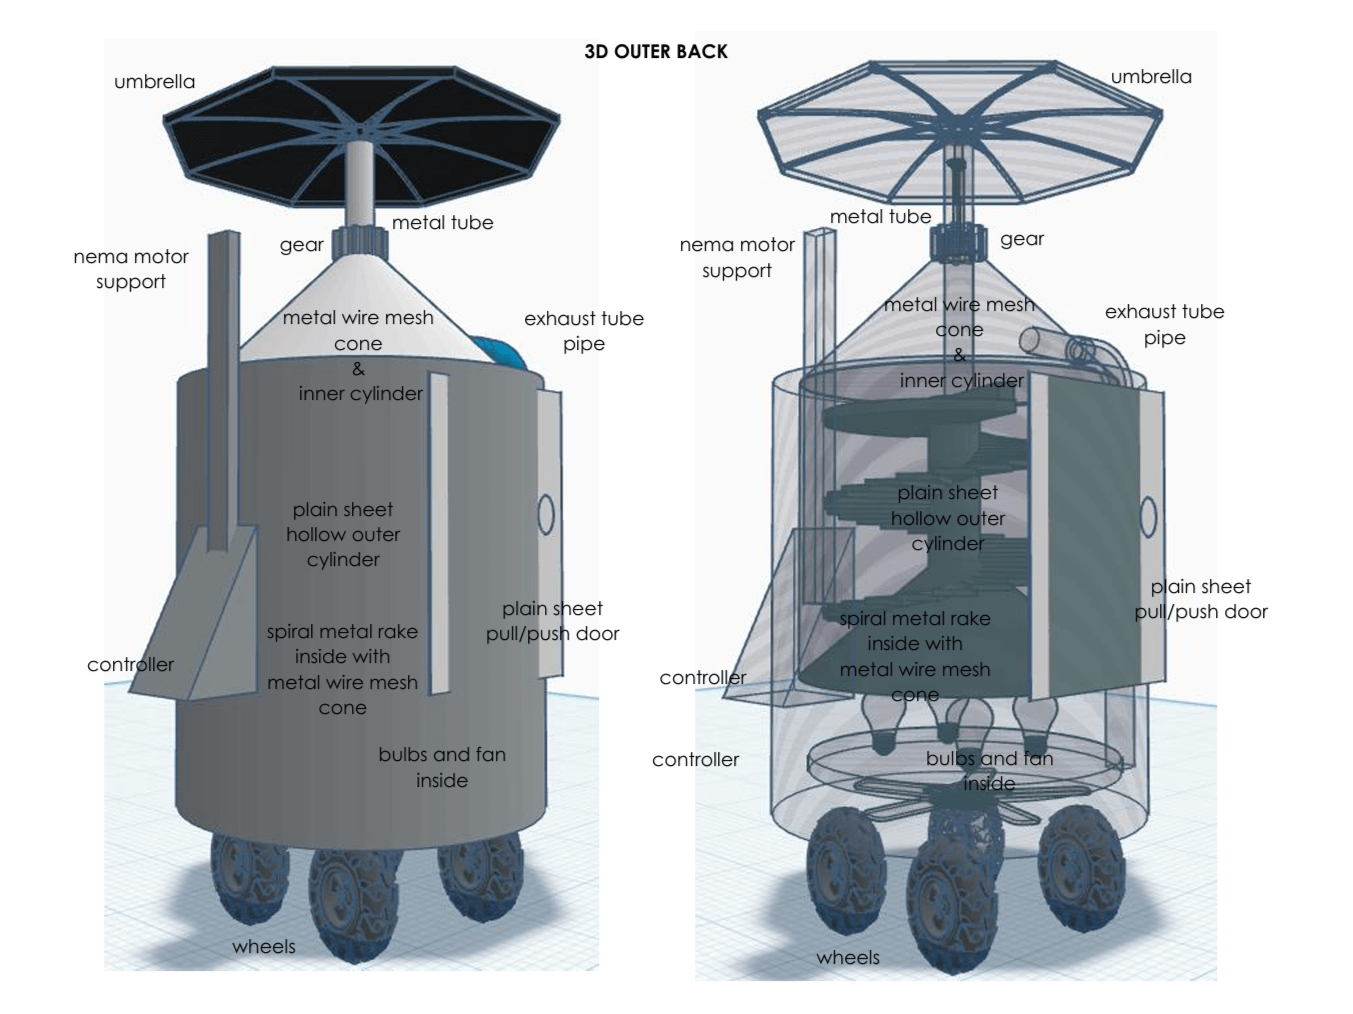 3D OUTER BACK
umbrella
metal tube
gear
nema motor
support
metal wire mesh
cone
&
inner cylinder
exhaust tube
pipe
plain sheet
hollow outer
cylinder
plain sheet
pull/push door
spiral metal rake
inside with
metal wire mesh
cone
controller
bulbs and fan
inside
wheels
umbrella
metal tube
gear
nema motor
support
metal wire mesh
cone
&
inner cylinder
exhaust tube
pipe
plain sheet
hollow outer
cylinder
plain sheet
pull/push door
spiral metal rake
inside with
metal wire mesh
cone
controller
controller
bulbs and fan
inside
wheels